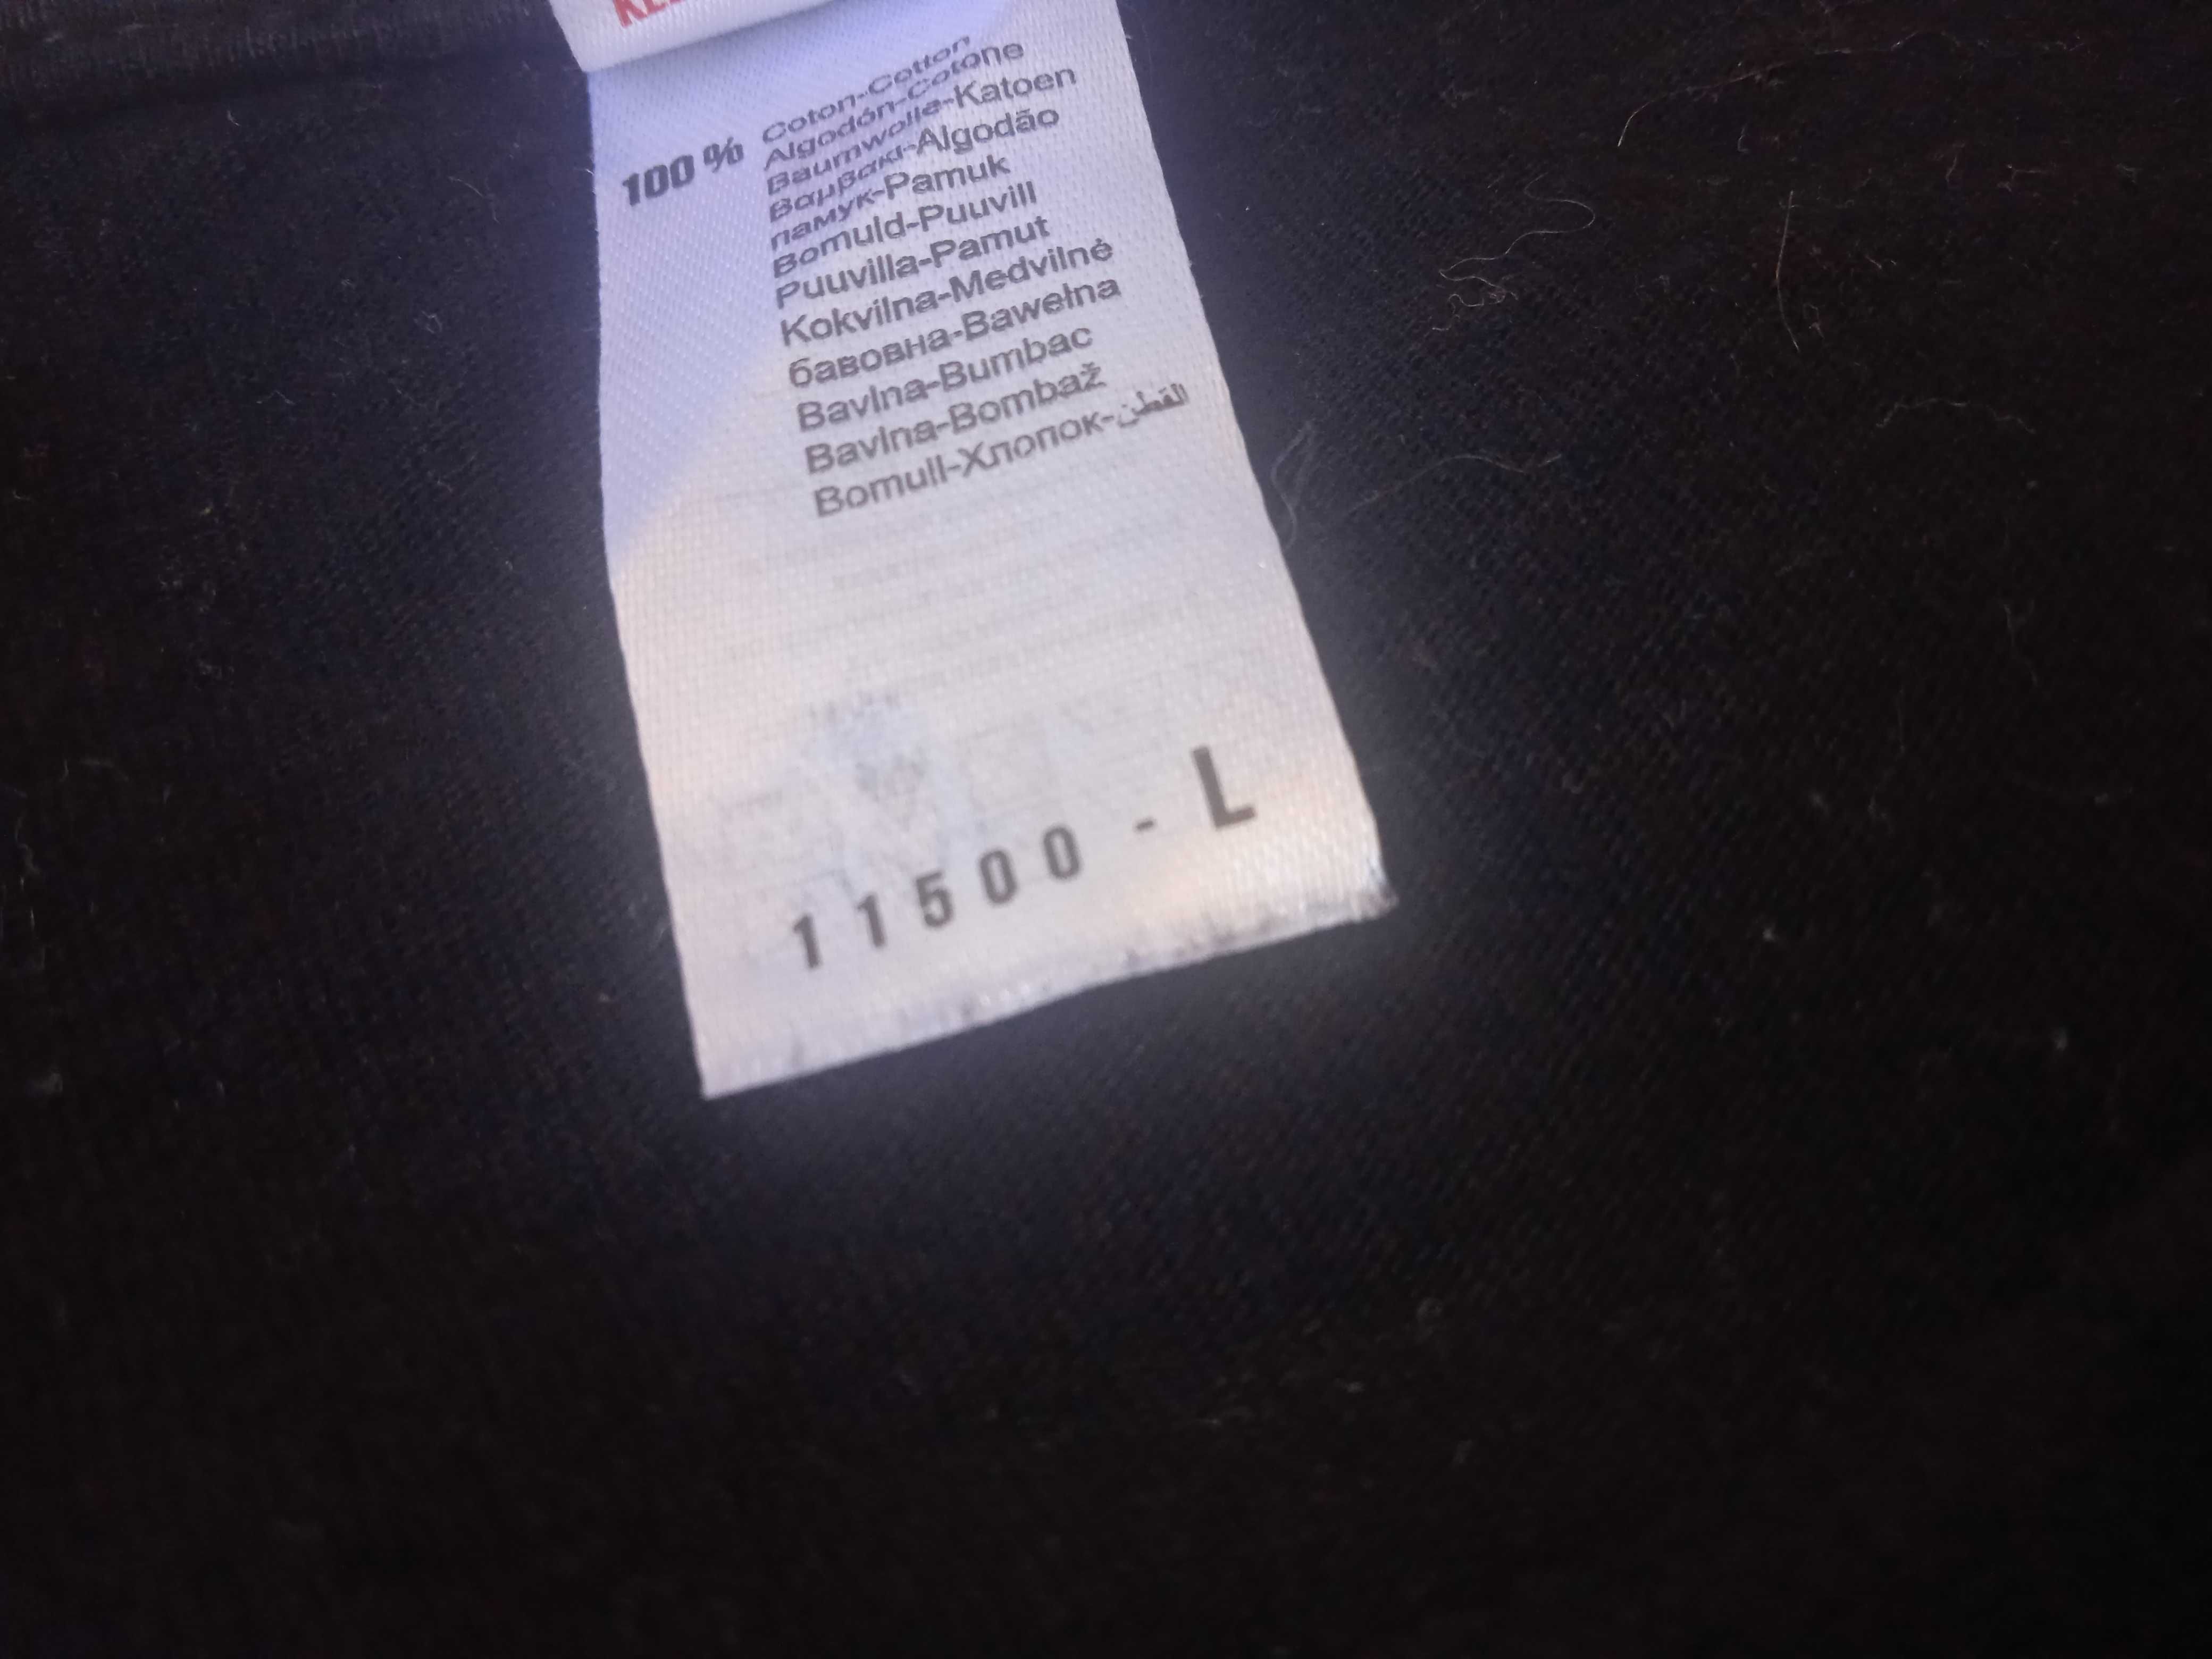 100 % Coton-Cotton
Algodón-Cotone
Baumwolle-Katoen
Βαμβακι-Algodão
памук-Pamuk
Bomuld-Puuvill
Puuvilla-Pamut
Kokvilna-Medvilnė
бавовна-Bawełna
Bavlna-Bumbac
Bavlna-Bombaž
Bomull-Хлопок-القطن
11500 - L